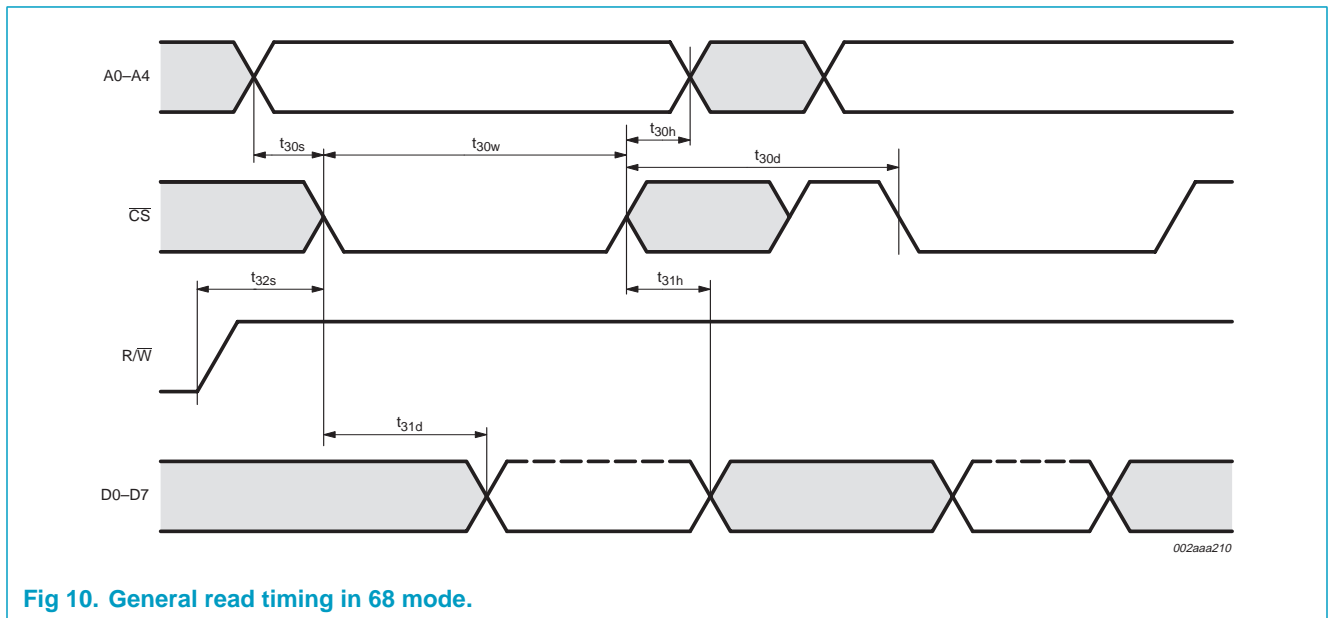 A0–A4
t30s
t30w
t30h
t30d
CS
t32s
t31h
R/W
t31d
D0–D7
002aaa210
Fig 10. General read timing in 68 mode.